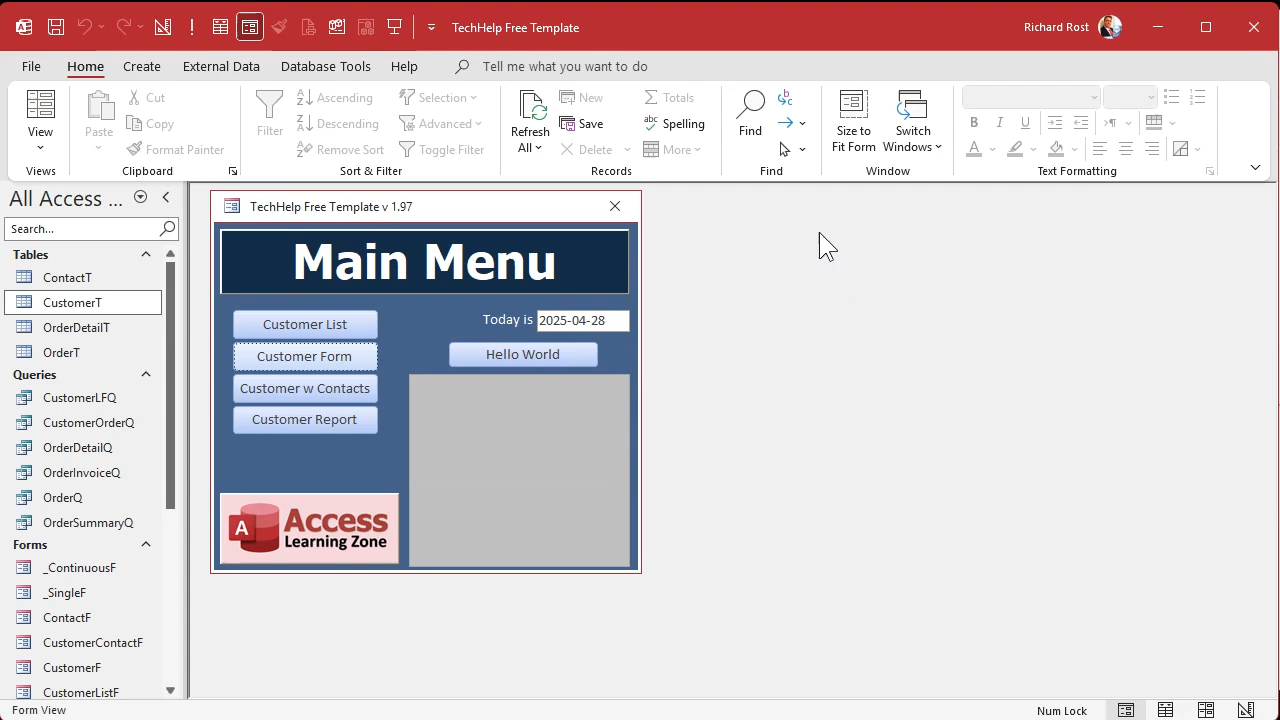 TechHelp Free Template
Richard Rost
File
Home
Create
External Data
Database Tools
Help
Tell me what you want to do
View
Views
Paste
Cut
Copy
Format Painter
Clipboard
Filter
Ascending
Descending
Remove Sort
Selection
Advanced
Toggle Filter
Sort & Filter
Refresh
All
New
Save
Delete
Totals
Spelling
More
Records
Find
Find
Size to
Fit Form
Switch
Windows
Window
B I U
A
Text Formatting
All Access ...
Search...
Tables
ContactT
CustomerT
OrderDetailT
OrderT
Queries
CustomerLFQ
CustomerOrderQ
OrderDetailQ
OrderInvoiceQ
OrderQ
OrderSummaryQ
Forms
_ContinuousF
_SingleF
ContactF
CustomerContactF
CustomerF
CustomerListF
TechHelp Free Template v 1.97
Main Menu
Customer List
Customer Form
Customer w Contacts
Customer Report
Today is 2025-04-28
Hello World
A Access
Learning Zone
Form View
Num Lock